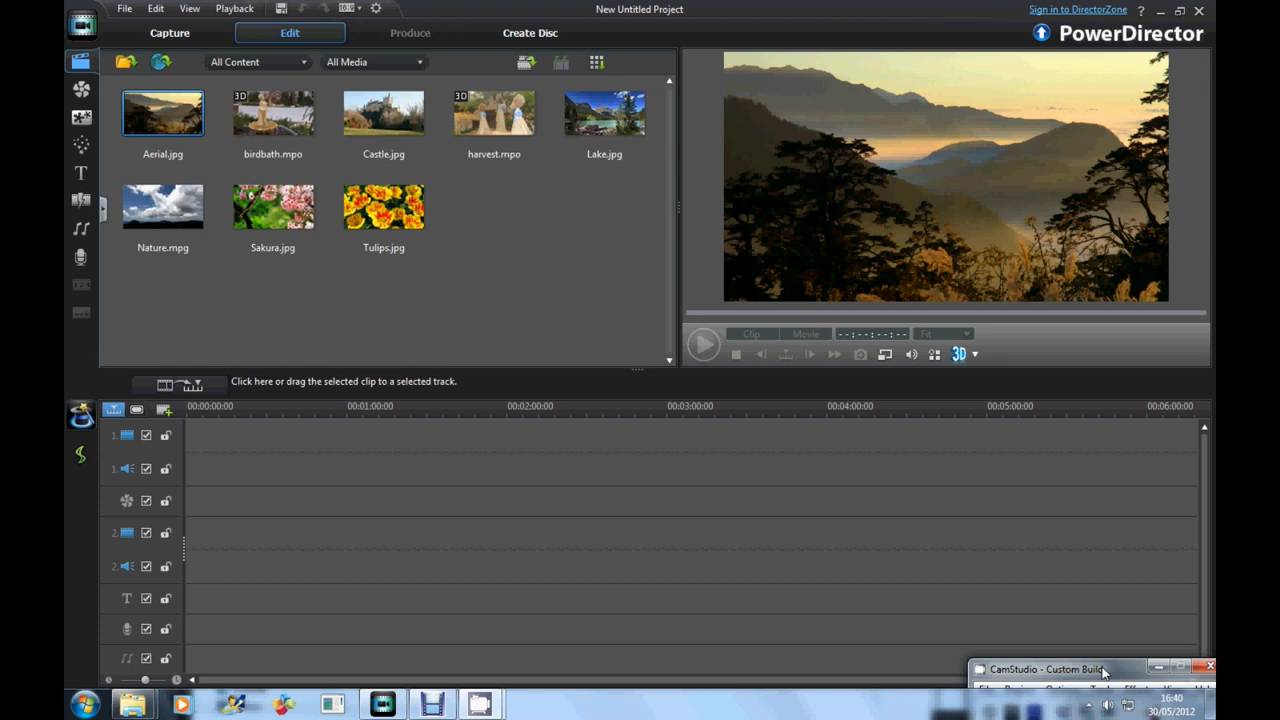 File Edit View Playback
New Untitled Project
Sign in to DirectorZone ?
Capture Edit Produce Create Disc
PowerDirector
All Content All Media
3D
3D
Aerial.jpg birdbath.mpo Castle.jpg harvest.mpo Lake.jpg
Nature.mpg Sakura.jpg Tulips.jpg
Clip Movie --:--:--:-- Fit
3D
Click here or drag the selected clip to a selected track.
00:00:00:00 00:01:00:00 00:02:00:00 00:03:00:00 00:04:00:00 00:05:00:00 00:06:00:00
1.
1.
2.
2.
T
CamStudio - Custom Build
16:40
30/05/2012